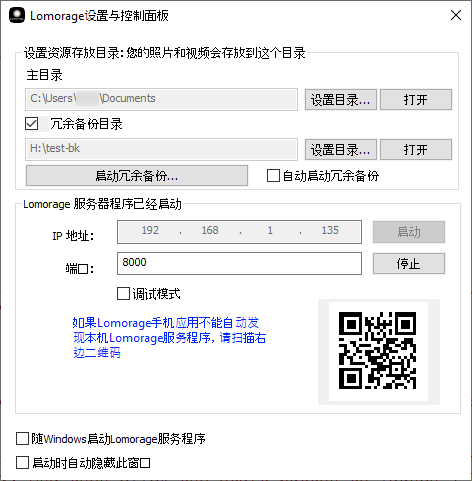 Lomorage设置与控制面板
设置资源存放目录: 您的照片和视频会存放到这个目录
主目录
C:\Users\ \Documents
设置目录...
打开
冗余备份目录
H:\test-bk
设置目录...
打开
启动冗余备份...
自动启动冗余备份
Lomorage 服务器程序已经启动
IP 地址:
192 . 168 . 1 . 135
启动
端口:
8000
停止
调试模式
如果Lomorage手机应用不能自动发
现本机Lomorage服务程序, 请扫描右
边二维码
随Windows启动Lomorage服务程序
启动时自动隐藏此窗口